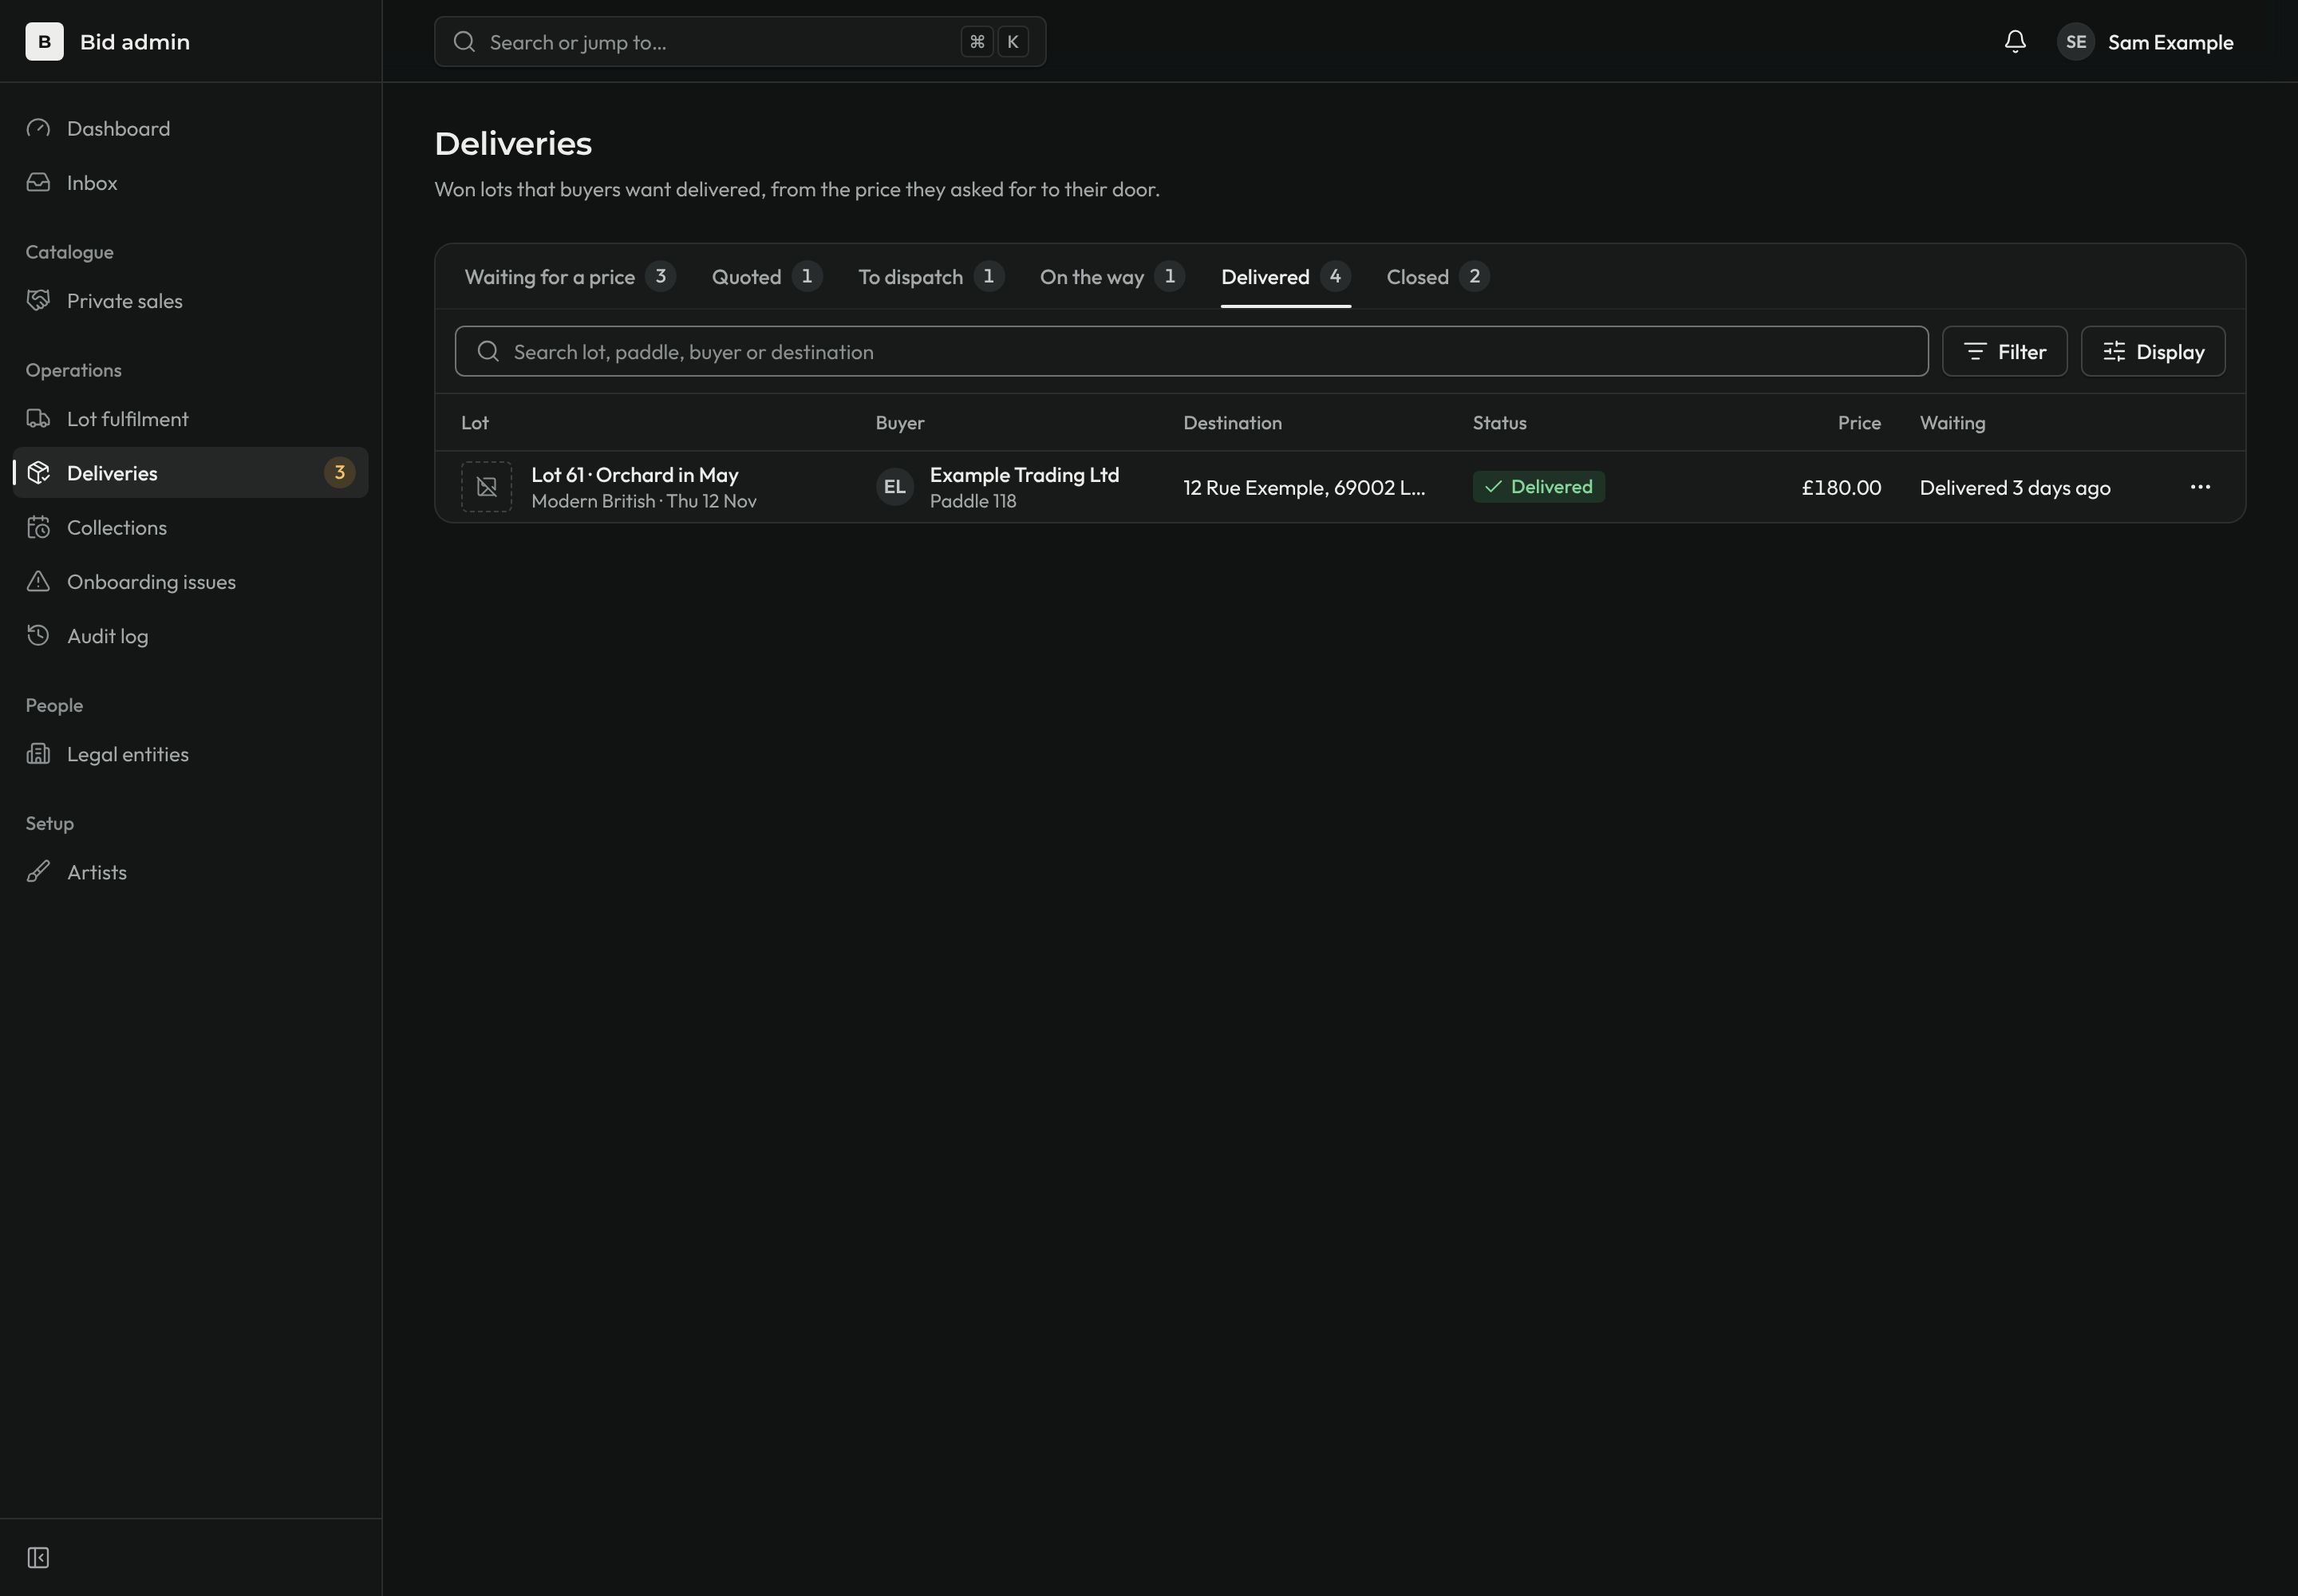 B Bid admin
Search or jump to... ⌘ K
SE Sam Example
Dashboard
Inbox
Catalogue
Private sales
Operations
Lot fulfilment
Deliveries 3
Collections
Onboarding issues
Audit log
People
Legal entities
Setup
Artists
Deliveries
Won lots that buyers want delivered, from the price they asked for to their door.
Waiting for a price 3 Quoted 1 To dispatch 1 On the way 1 Delivered 4 Closed 2
Search lot, paddle, buyer or destination Filter Display
Lot Buyer Destination Status Price Waiting
Lot 61 · Orchard in May
Modern British · Thu 12 Nov
EL Example Trading Ltd
Paddle 118
12 Rue Exemple, 69002 L... Delivered £180.00 Delivered 3 days ago